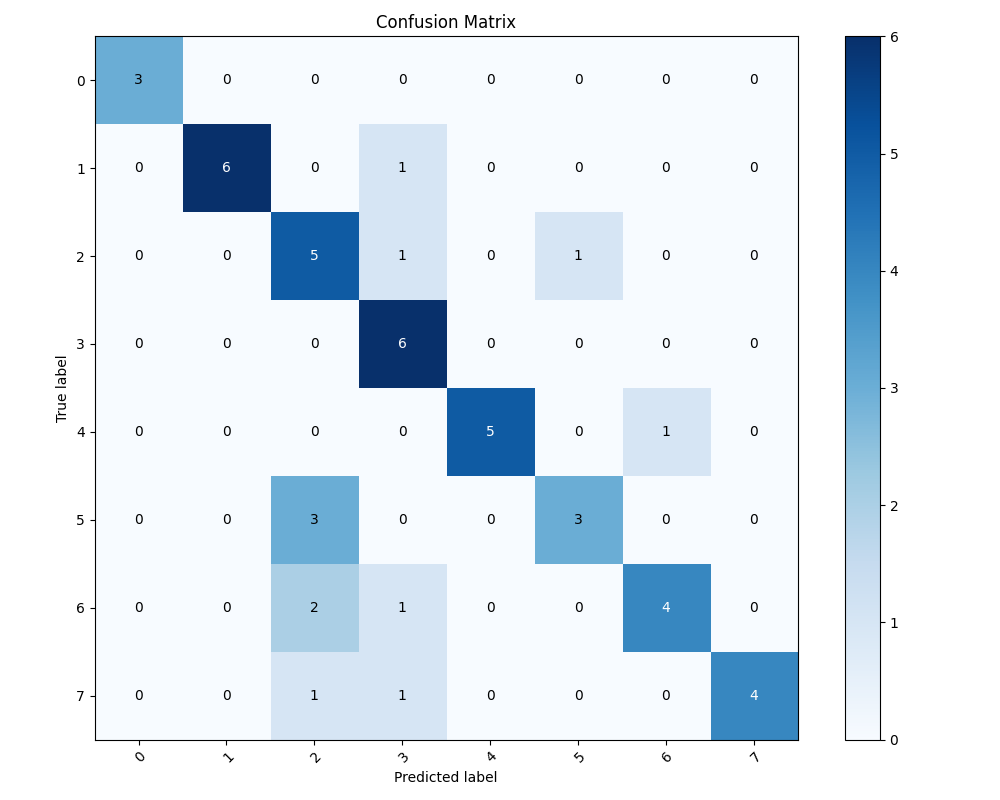 Confusion Matrix
0 3 0 0 0 0 0 0 0
1 0 6 0 1 0 0 0 0
2 0 0 5 1 0 1 0 0
3 0 0 0 6 0 0 0 0
4 0 0 0 0 5 0 1 0
5 0 0 3 0 0 3 0 0
6 0 0 2 1 0 0 4 0
7 0 0 1 1 0 0 0 4
0 1 2 3 4 5 6 7
True label
Predicted label
6
5
4
3
2
1
0